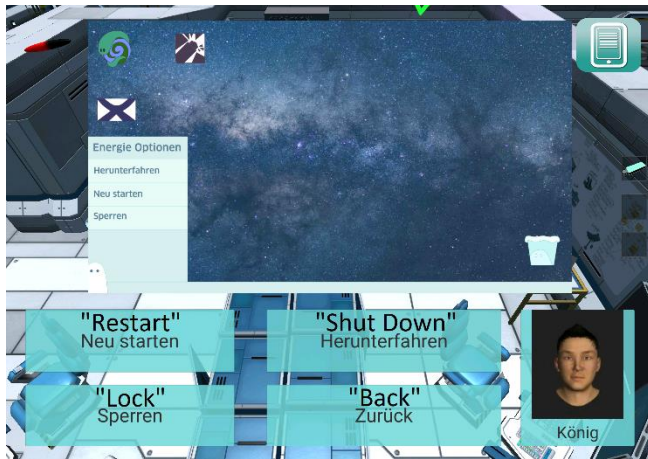 Energie Optionen
Herunterfahren
Neu starten
Sperren
"Restart"
Neu starten
"Shut Down"
Herunterfahren
"Lock"
Sperren
"Back"
Zurück
König